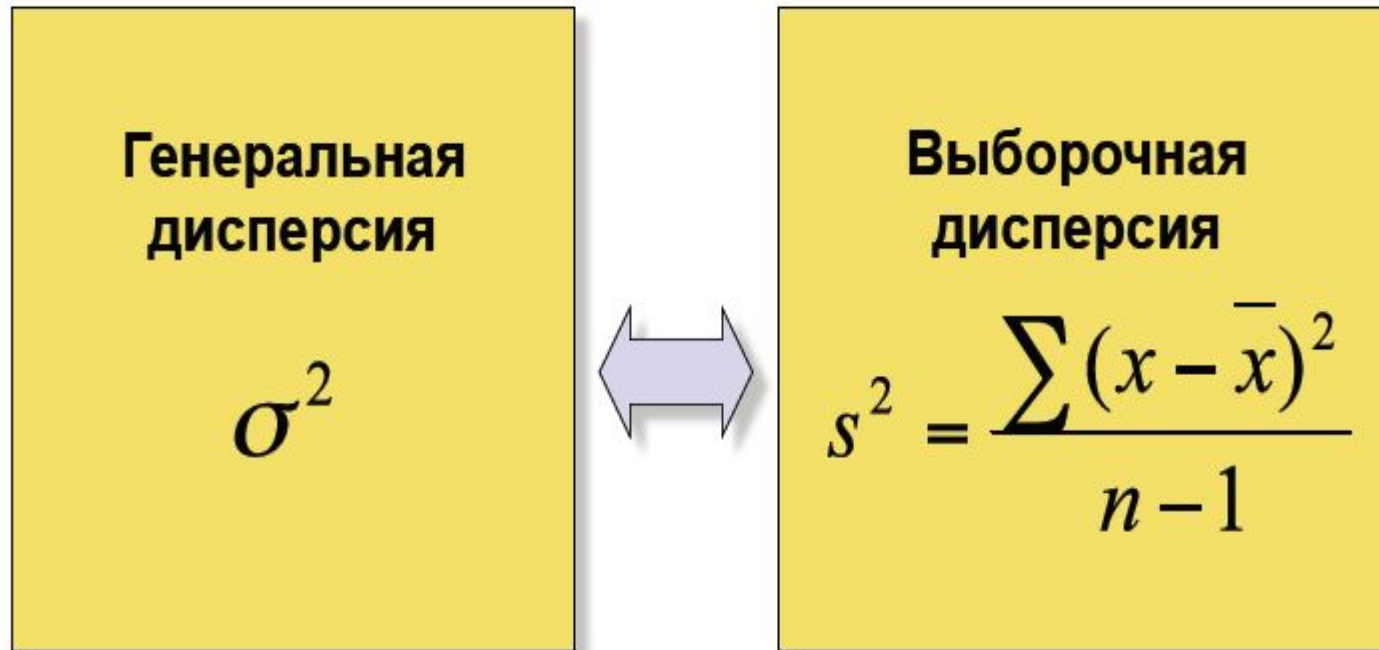 Генеральная
дисперсия
σ²
Выборочная
дисперсия
s² = ∑(x − x̅)² / (n − 1)